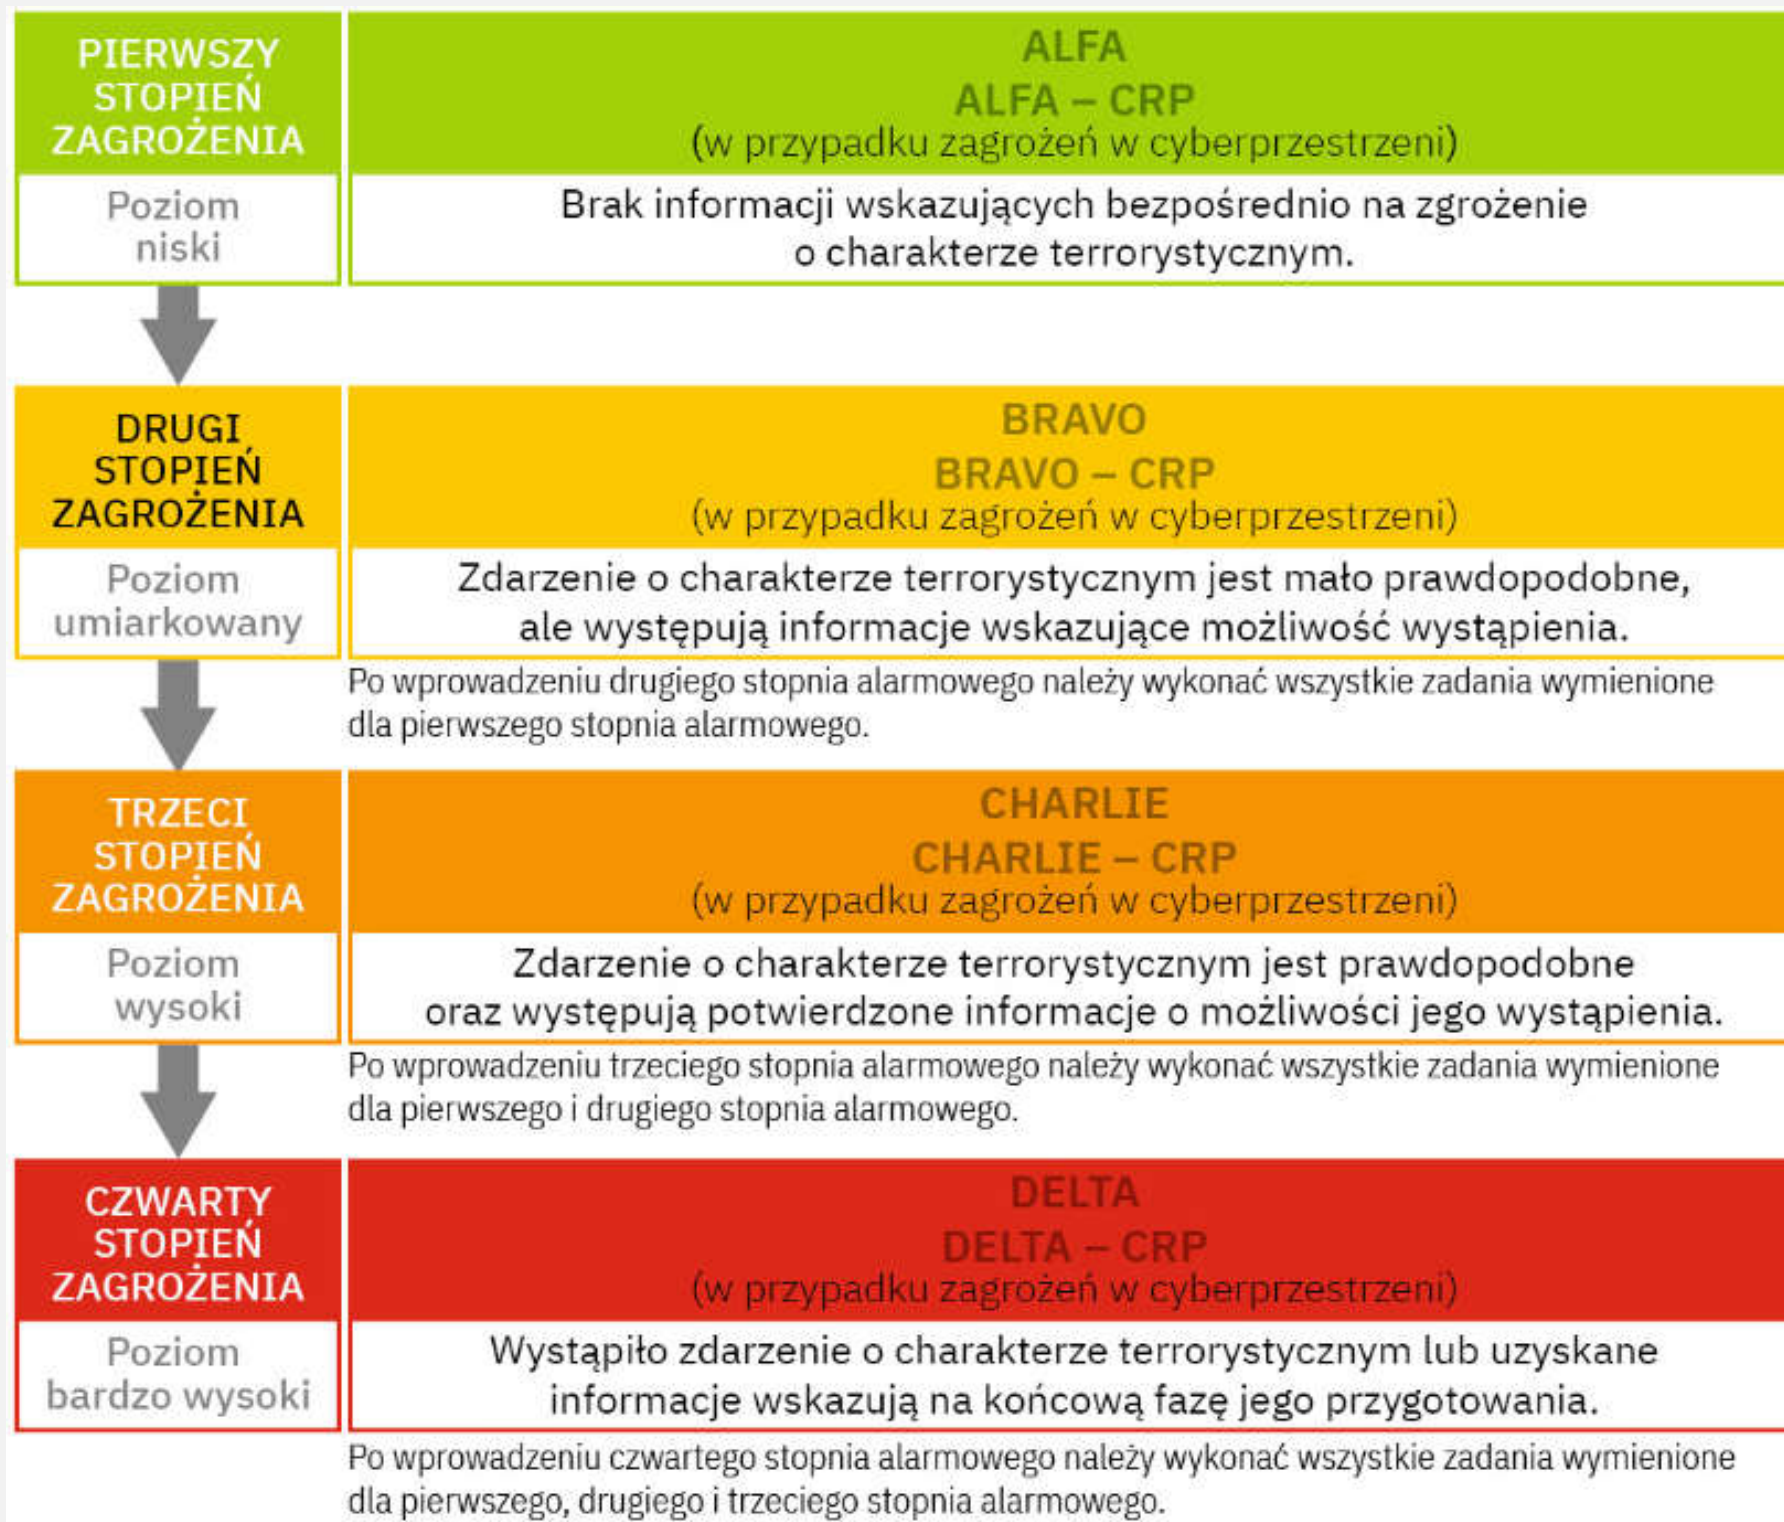 PIERWSZY
STOPIEŃ
ZAGROŻENIA
ALFA
ALFA – CRP
(w przypadku zagrożeń w cyberprzestrzeni)
Poziom
niski
Brak informacji wskazujących bezpośrednio na zgrożenie
o charakterze terrorystycznym.
DRUGI
STOPIEŃ
ZAGROŻENIA
BRAVO
BRAVO – CRP
(w przypadku zagrożeń w cyberprzestrzeni)
Poziom
umiarkowany
Zdarzenie o charakterze terrorystycznym jest mało prawdopodobne,
ale występują informacje wskazujące możliwość wystąpienia.
Po wprowadzeniu drugiego stopnia alarmowego należy wykonać wszystkie zadania wymienione
dla pierwszego stopnia alarmowego.
TRZECI
STOPIEŃ
ZAGROŻENIA
CHARLIE
CHARLIE – CRP
(w przypadku zagrożeń w cyberprzestrzeni)
Poziom
wysoki
Zdarzenie o charakterze terrorystycznym jest prawdopodobne
oraz występują potwierdzone informacje o możliwości jego wystąpienia.
Po wprowadzeniu trzeciego stopnia alarmowego należy wykonać wszystkie zadania wymienione
dla pierwszego i drugiego stopnia alarmowego.
CZWARTY
STOPIEŃ
ZAGROŻENIA
DELTA
DELTA – CRP
(w przypadku zagrożeń w cyberprzestrzeni)
Poziom
bardzo wysoki
Wystąpiło zdarzenie o charakterze terrorystycznym lub uzyskane
informacje wskazują na końcową fazę jego przygotowania.
Po wprowadzeniu czwartego stopnia alarmowego należy wykonać wszystkie zadania wymienione
dla pierwszego, drugiego i trzeciego stopnia alarmowego.